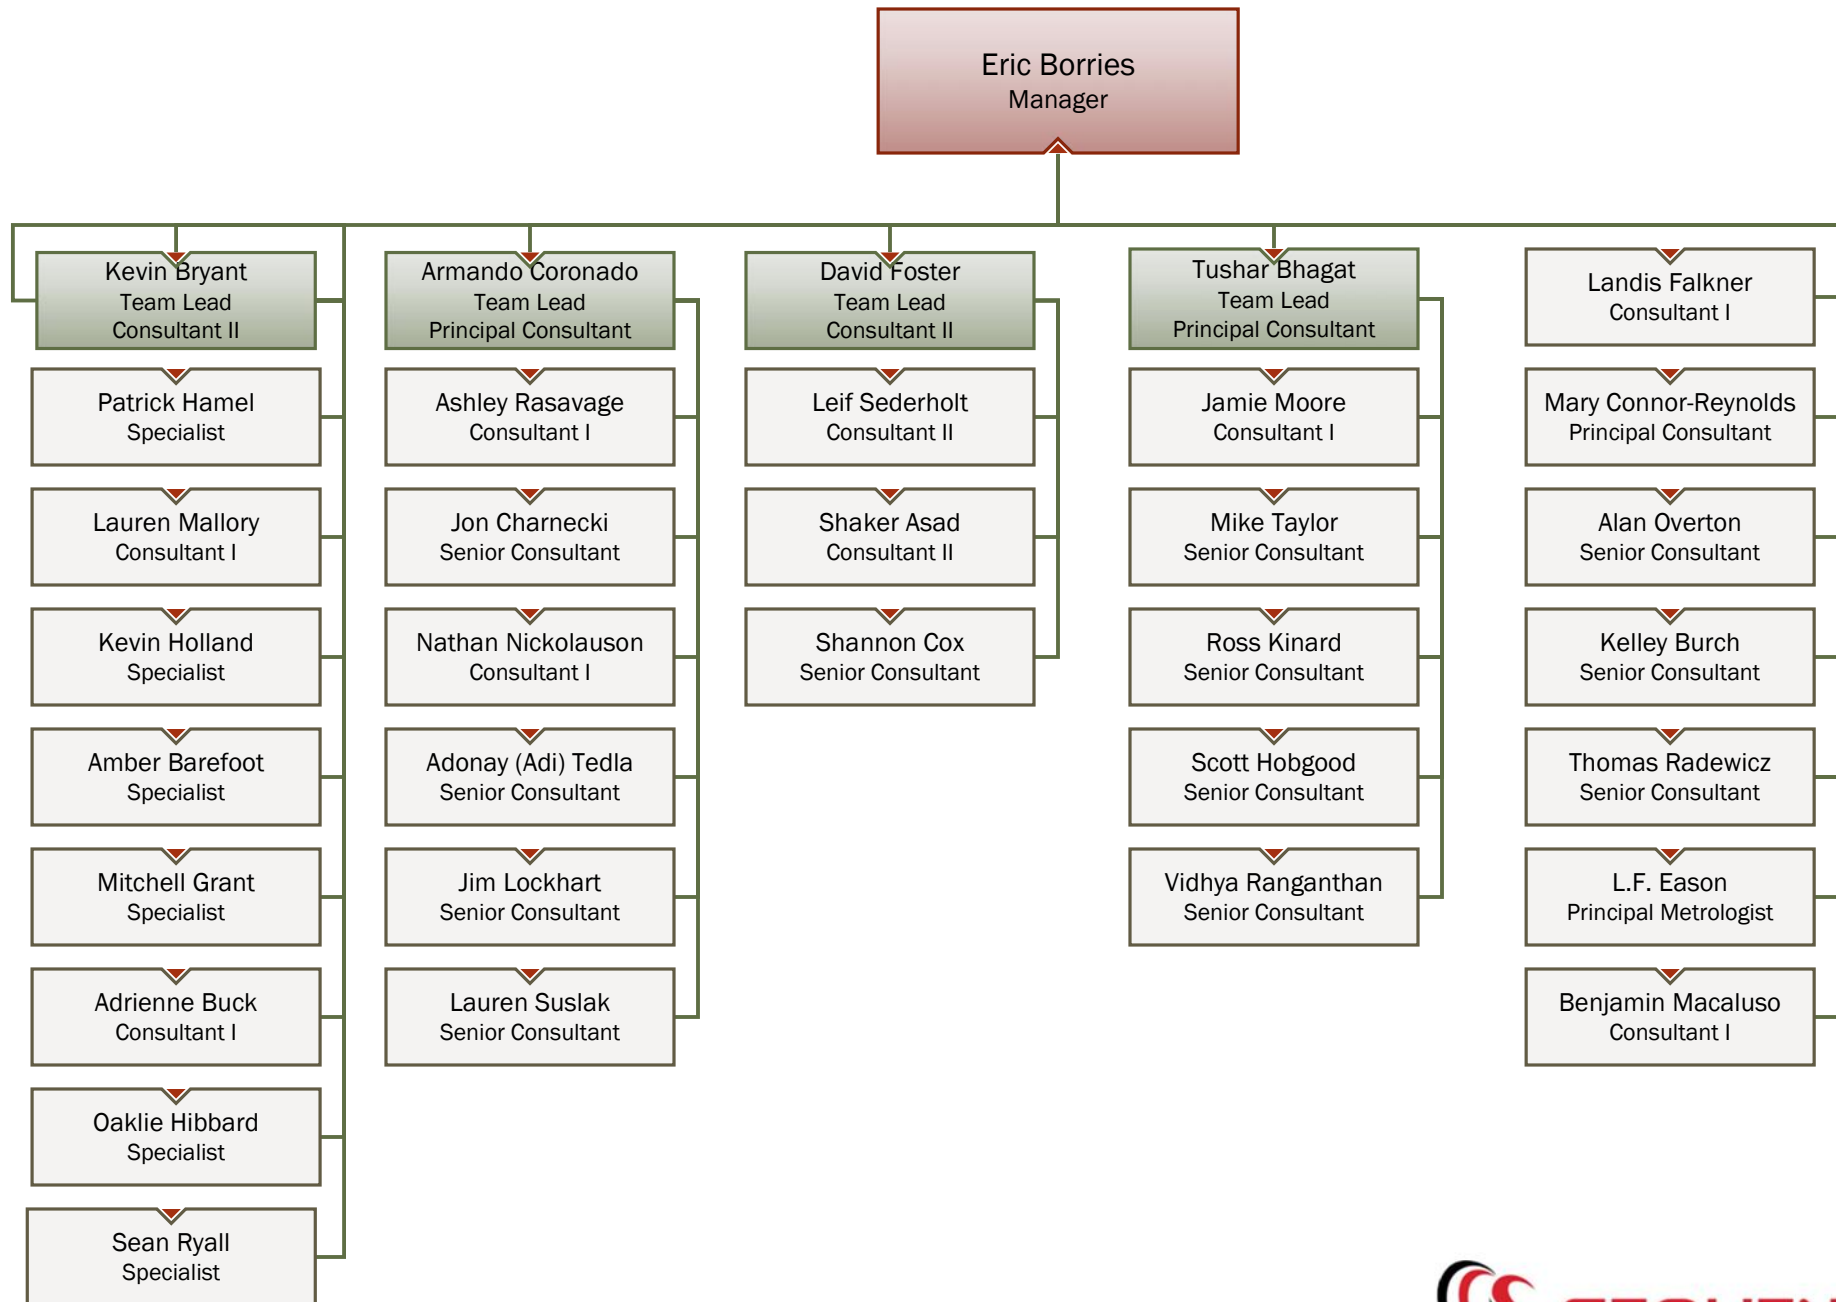 Eric Borries
Manager
Kevin Bryant
Team Lead
Consultant II
Patrick Hamel
Specialist
Lauren Mallory
Consultant I
Kevin Holland
Specialist
Amber Barefoot
Specialist
Mitchell Grant
Specialist
Adrienne Buck
Consultant I
Oaklie Hibbard
Specialist
Sean Ryall
Specialist
Armando Coronado
Team Lead
Principal Consultant
Ashley Rasavage
Consultant I
Jon Charnecki
Senior Consultant
Nathan Nickolauson
Consultant I
Adonay (Adi) Tedla
Senior Consultant
Jim Lockhart
Senior Consultant
Lauren Suslak
Senior Consultant
David Foster
Team Lead
Consultant II
Leif Sederholt
Consultant II
Shaker Asad
Consultant II
Shannon Cox
Senior Consultant
Tushar Bhagat
Team Lead
Principal Consultant
Jamie Moore
Consultant I
Mike Taylor
Senior Consultant
Ross Kinard
Senior Consultant
Scott Hobgood
Senior Consultant
Vidhya Ranganthan
Senior Consultant
Landis Falkner
Consultant I
Mary Connor-Reynolds
Principal Consultant
Alan Overton
Senior Consultant
Kelley Burch
Senior Consultant
Thomas Radewicz
Senior Consultant
L.F. Eason
Principal Metrologist
Benjamin Macaluso
Consultant I